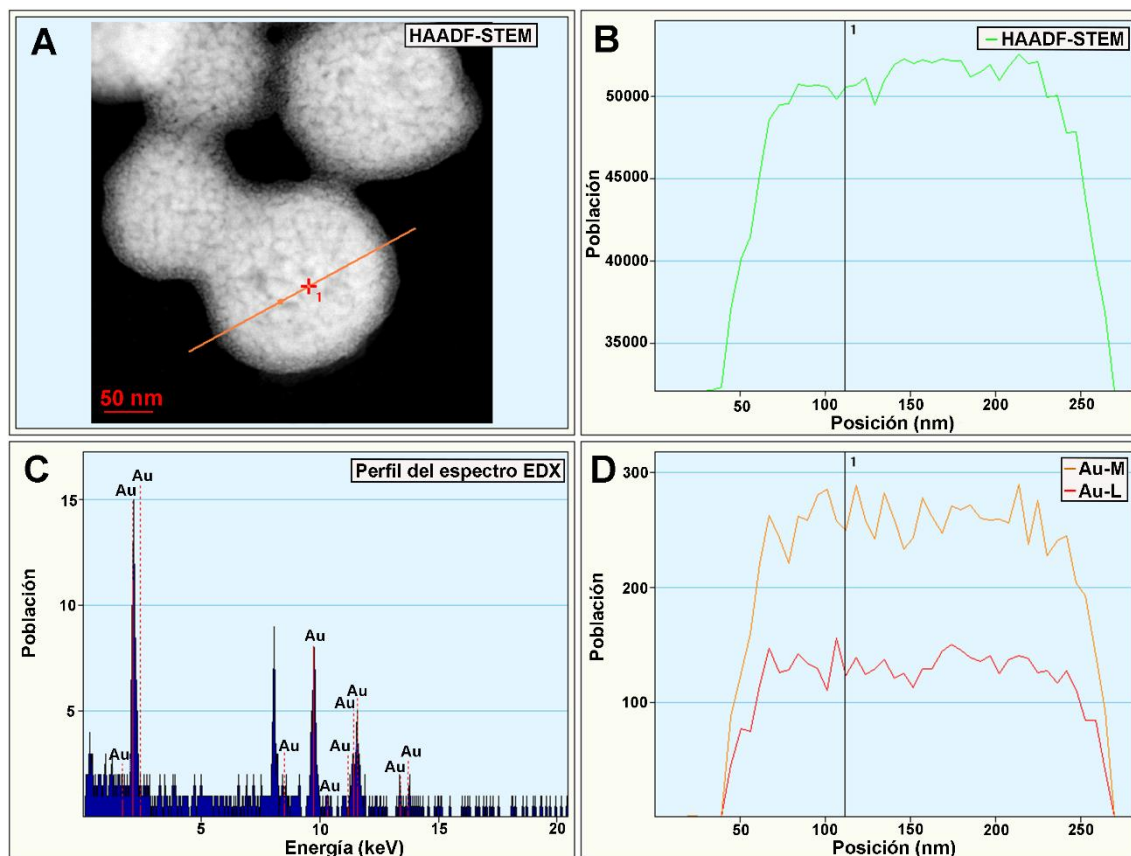 A
HAADF-STEM
1
50 nm
B
1
HAADF-STEM
Población
50000
45000
40000
35000
50
100
150
200
250
Posición (nm)
C
Perfil del espectro EDX
Au
Au
Au
Au
Au
Au
Au
Au
Au
Au
Au
Población
15
10
5
5
10
15
20
Energía (keV)
D
1
Au-M
Au-L
Población
300
200
100
50
100
150
200
250
Posición (nm)